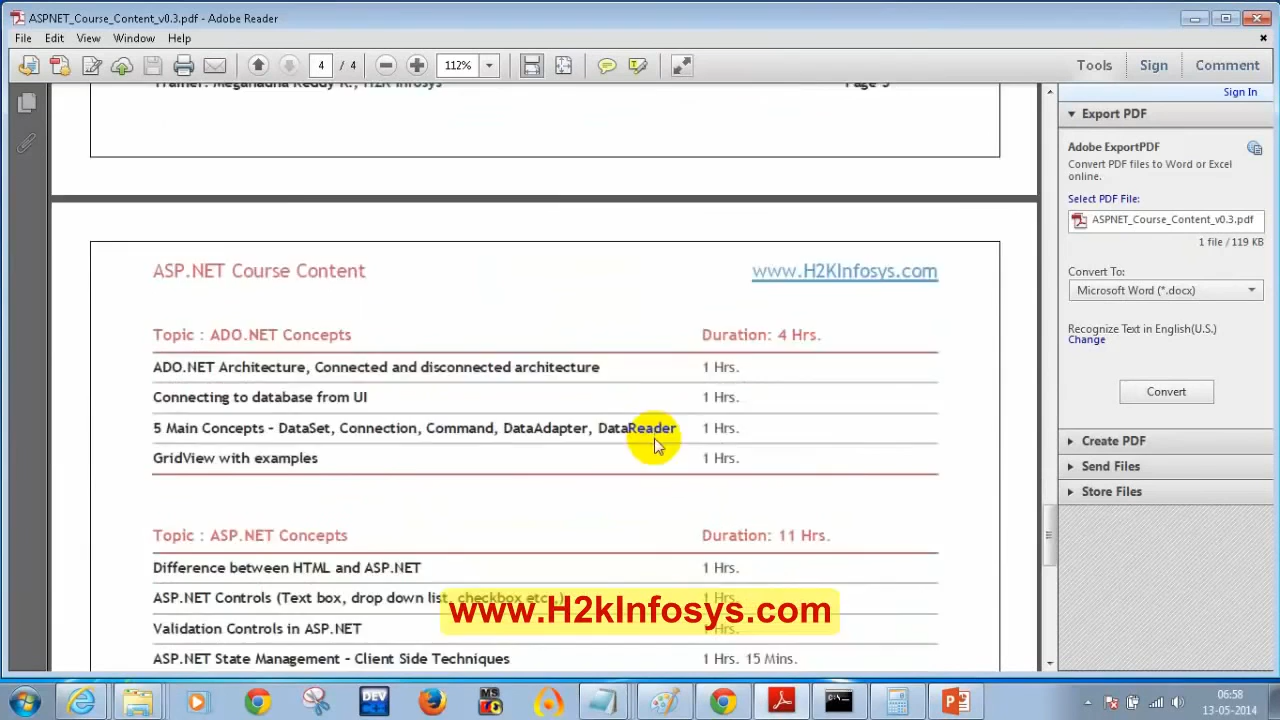 ASPNET_Course_Content_v0.3.pdf - Adobe Reader
File Edit View Window Help
4 / 4 112% Tools Sign Comment
Trainer: Meganadha Reddy K., H2K Infosys Page 3
Sign In
Export PDF
Adobe ExportPDF
Convert PDF files to Word or Excel
online.
Select PDF File:
ASPNET_Course_Content_v0.3.pdf
1 file / 119 KB
Convert To:
Microsoft Word (*.docx)
Recognize Text in English(U.S.)
Change
Convert
Create PDF
Send Files
Store Files
ASP.NET Course Content www.H2KInfosys.com
Topic : ADO.NET Concepts Duration: 4 Hrs.
ADO.NET Architecture, Connected and disconnected architecture 1 Hrs.
Connecting to database from UI 1 Hrs.
5 Main Concepts - DataSet, Connection, Command, DataAdapter, DataReader 1 Hrs.
GridView with examples 1 Hrs.
Topic : ASP.NET Concepts Duration: 11 Hrs.
Difference between HTML and ASP.NET 1 Hrs.
ASP.NET Controls (Text box, drop down list, checkbox etc.,) 1 Hrs.
www.H2kInfosys.com
Validation Controls in ASP.NET 1 Hrs.
ASP.NET State Management - Client Side Techniques 1 Hrs. 15 Mins.
DEV
MS
06:58
13-05-2014